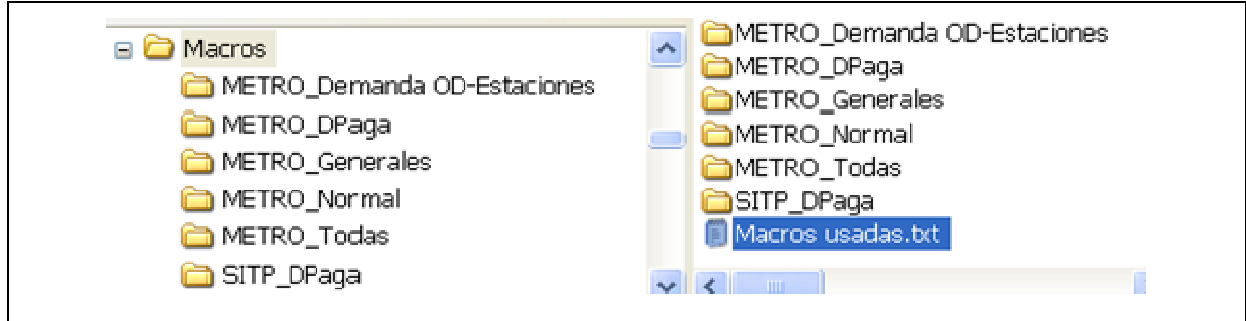 Macros
METRO_Demanda OD-Estaciones
METRO_DPaga
METRO_Generales
METRO_Normal
METRO_Todas
SITP_DPaga
METRO_Demanda OD-Estaciones
METRO_DPaga
METRO_Generales
METRO_Normal
METRO_Todas
SITP_DPaga
Macros usadas.txt